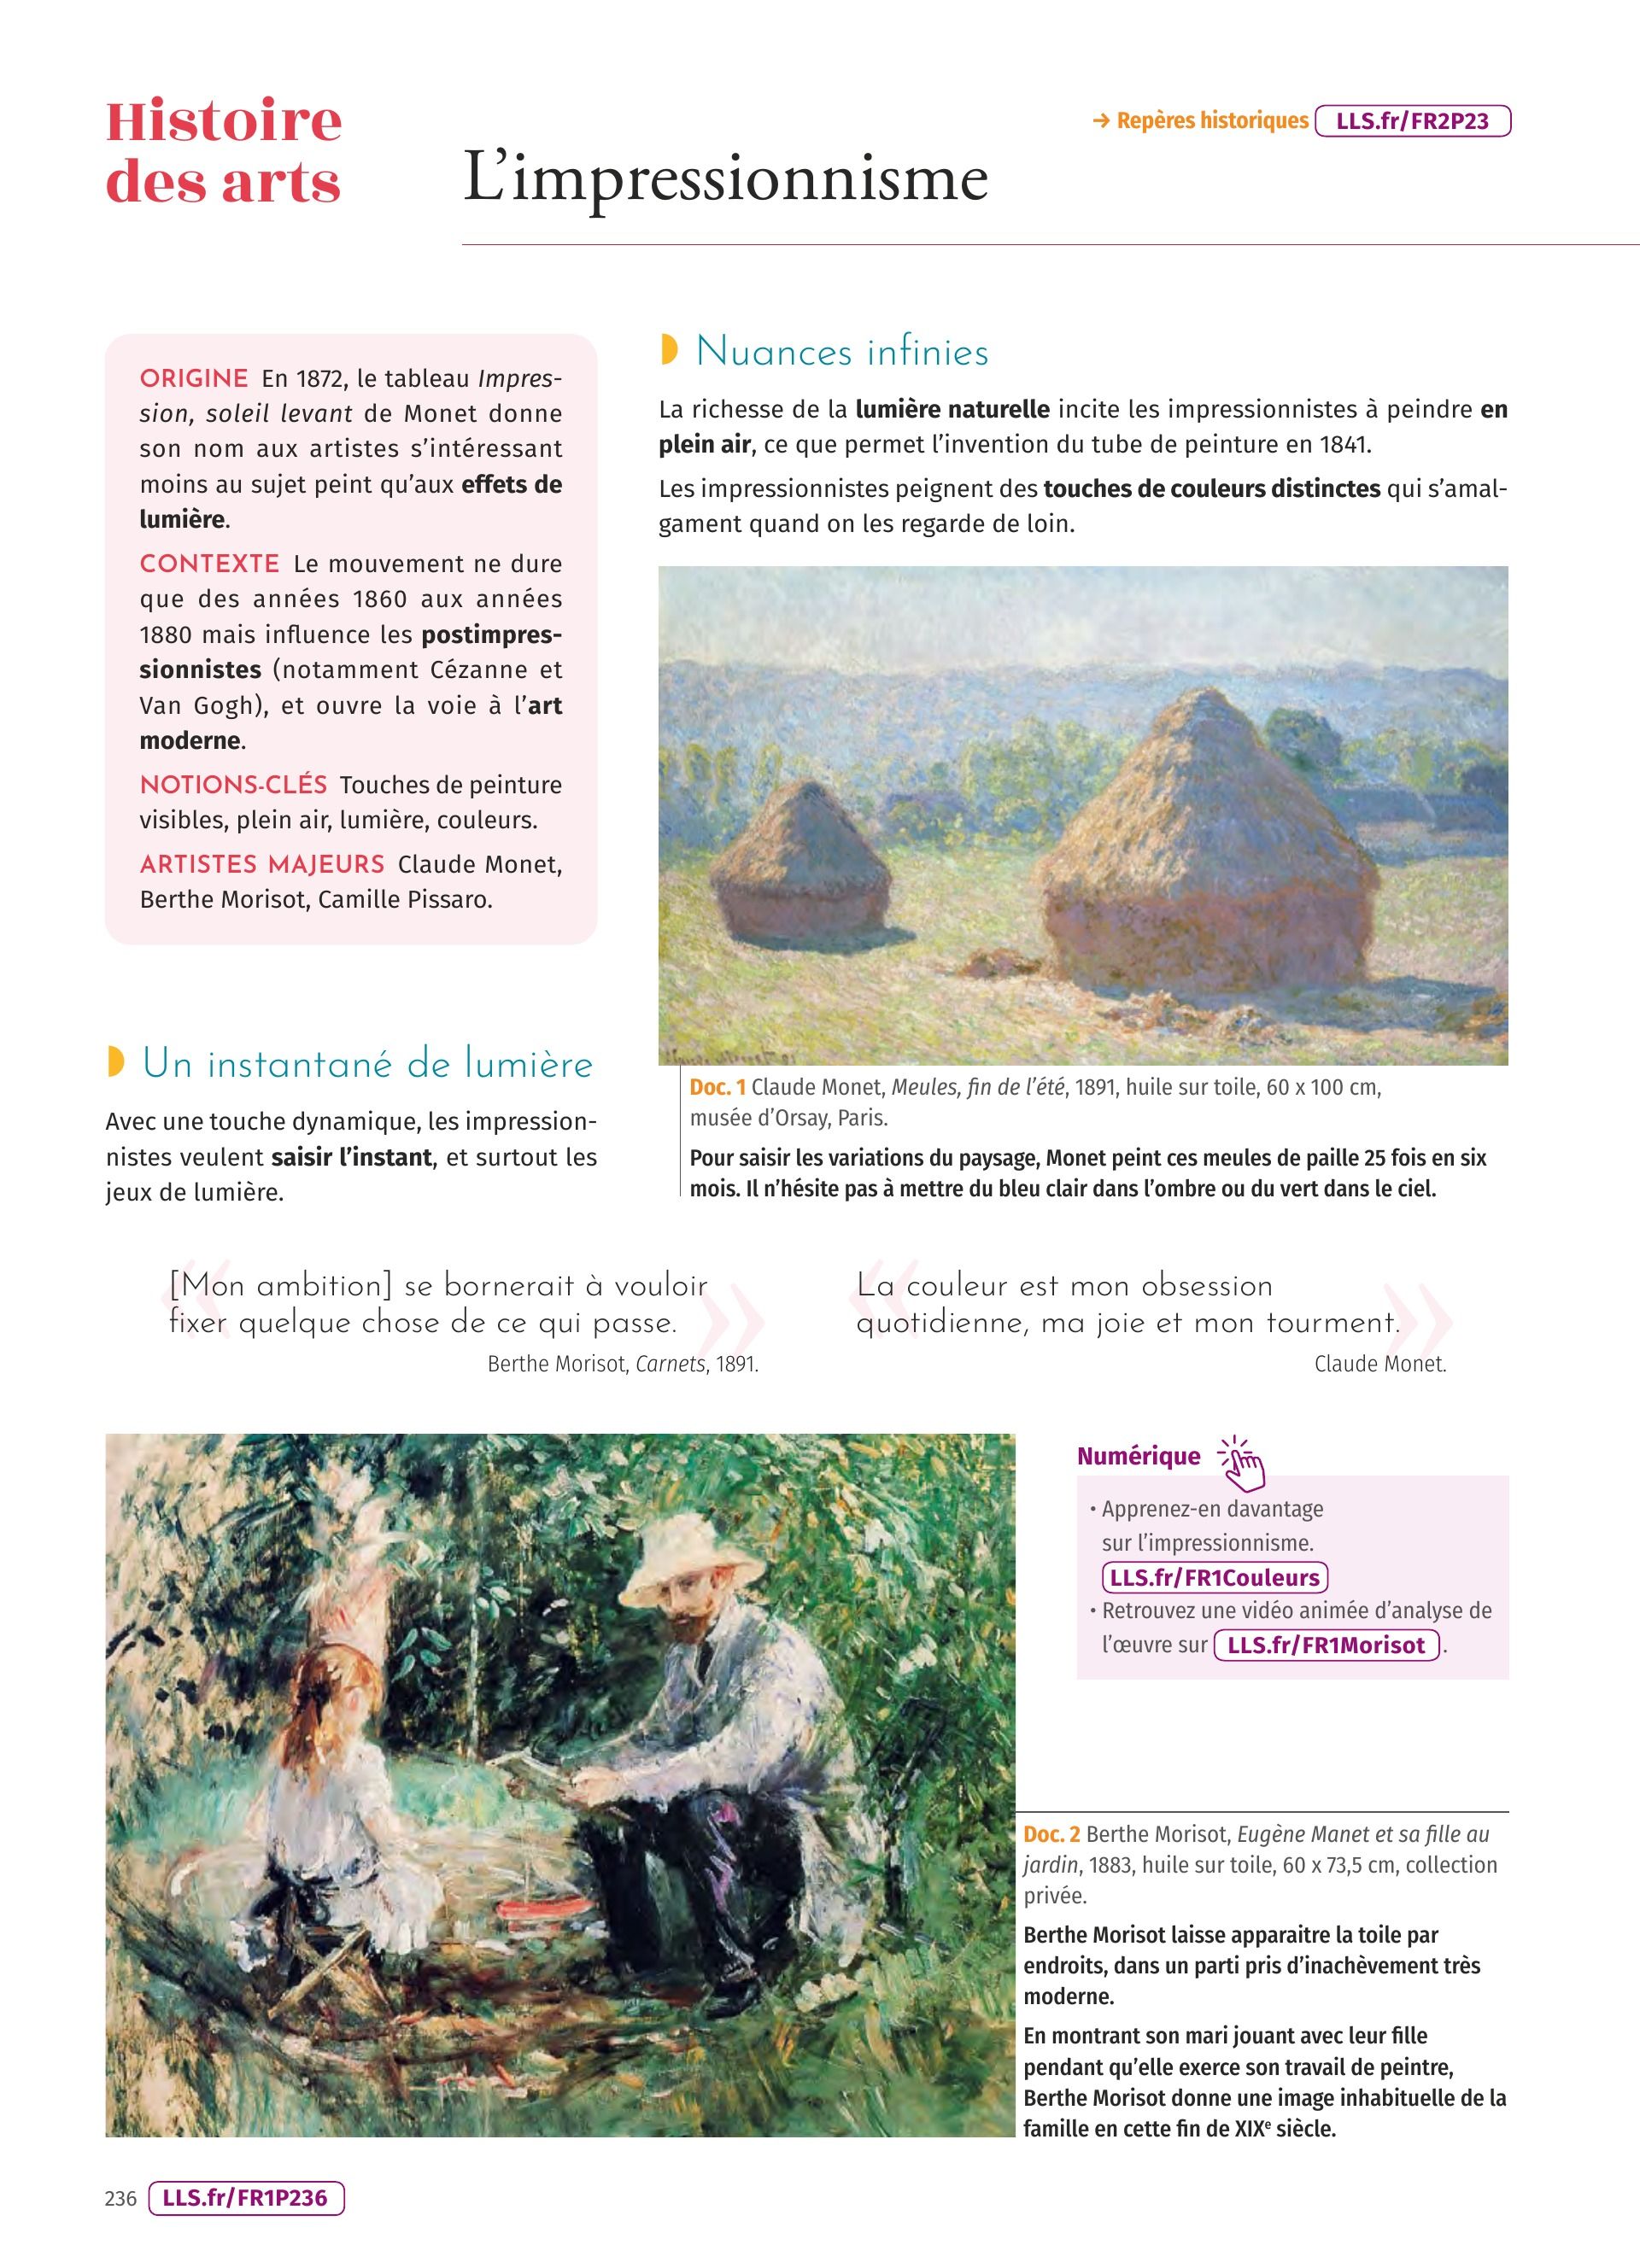 Histoire
des arts
→ Repères historiques LLS.fr/FR2P23
L’impressionnisme
ORIGINE En 1872, le tableau Impres-
sion, soleil levant de Monet donne
son nom aux artistes s’intéressant
moins au sujet peint qu’aux effets de
lumière.
CONTEXTE Le mouvement ne dure
que des années 1860 aux années
1880 mais influence les postimpres-
sionnistes (notamment Cézanne et
Van Gogh), et ouvre la voie à l’art
moderne.
NOTIONS-CLÉS Touches de peinture
visibles, plein air, lumière, couleurs.
ARTISTES MAJEURS Claude Monet,
Berthe Morisot, Camille Pissaro.
Un instantané de lumière
Avec une touche dynamique, les impression-
nistes veulent saisir l’instant, et surtout les
jeux de lumière.
Nuances infinies
La richesse de la lumière naturelle incite les impressionnistes à peindre en
plein air, ce que permet l’invention du tube de peinture en 1841.
Les impressionnistes peignent des touches de couleurs distinctes qui s’amal-
gament quand on les regarde de loin.
Claude Monet 91
Doc. 1 Claude Monet, Meules, fin de l’été, 1891, huile sur toile, 60 x 100 cm,
musée d’Orsay, Paris.
Pour saisir les variations du paysage, Monet peint ces meules de paille 25 fois en six
mois. Il n’hésite pas à mettre du bleu clair dans l’ombre ou du vert dans le ciel.
« [Mon ambition] se bornerait à vouloir
fixer quelque chose de ce qui passe. »
Berthe Morisot, Carnets, 1891.
« La couleur est mon obsession
quotidienne, ma joie et mon tourment. »
Claude Monet.
Numérique
• Apprenez-en davantage
sur l’impressionnisme.
LLS.fr/FR1Couleurs
• Retrouvez une vidéo animée d’analyse de
l’œuvre sur LLS.fr/FR1Morisot .
Doc. 2 Berthe Morisot, Eugène Manet et sa fille au
jardin, 1883, huile sur toile, 60 x 73,5 cm, collection
privée.
Berthe Morisot laisse apparaitre la toile par
endroits, dans un parti pris d’inachèvement très
moderne.
En montrant son mari jouant avec leur fille
pendant qu’elle exerce son travail de peintre,
Berthe Morisot donne une image inhabituelle de la
famille en cette fin de XIXe siècle.
236 LLS.fr/FR1P236